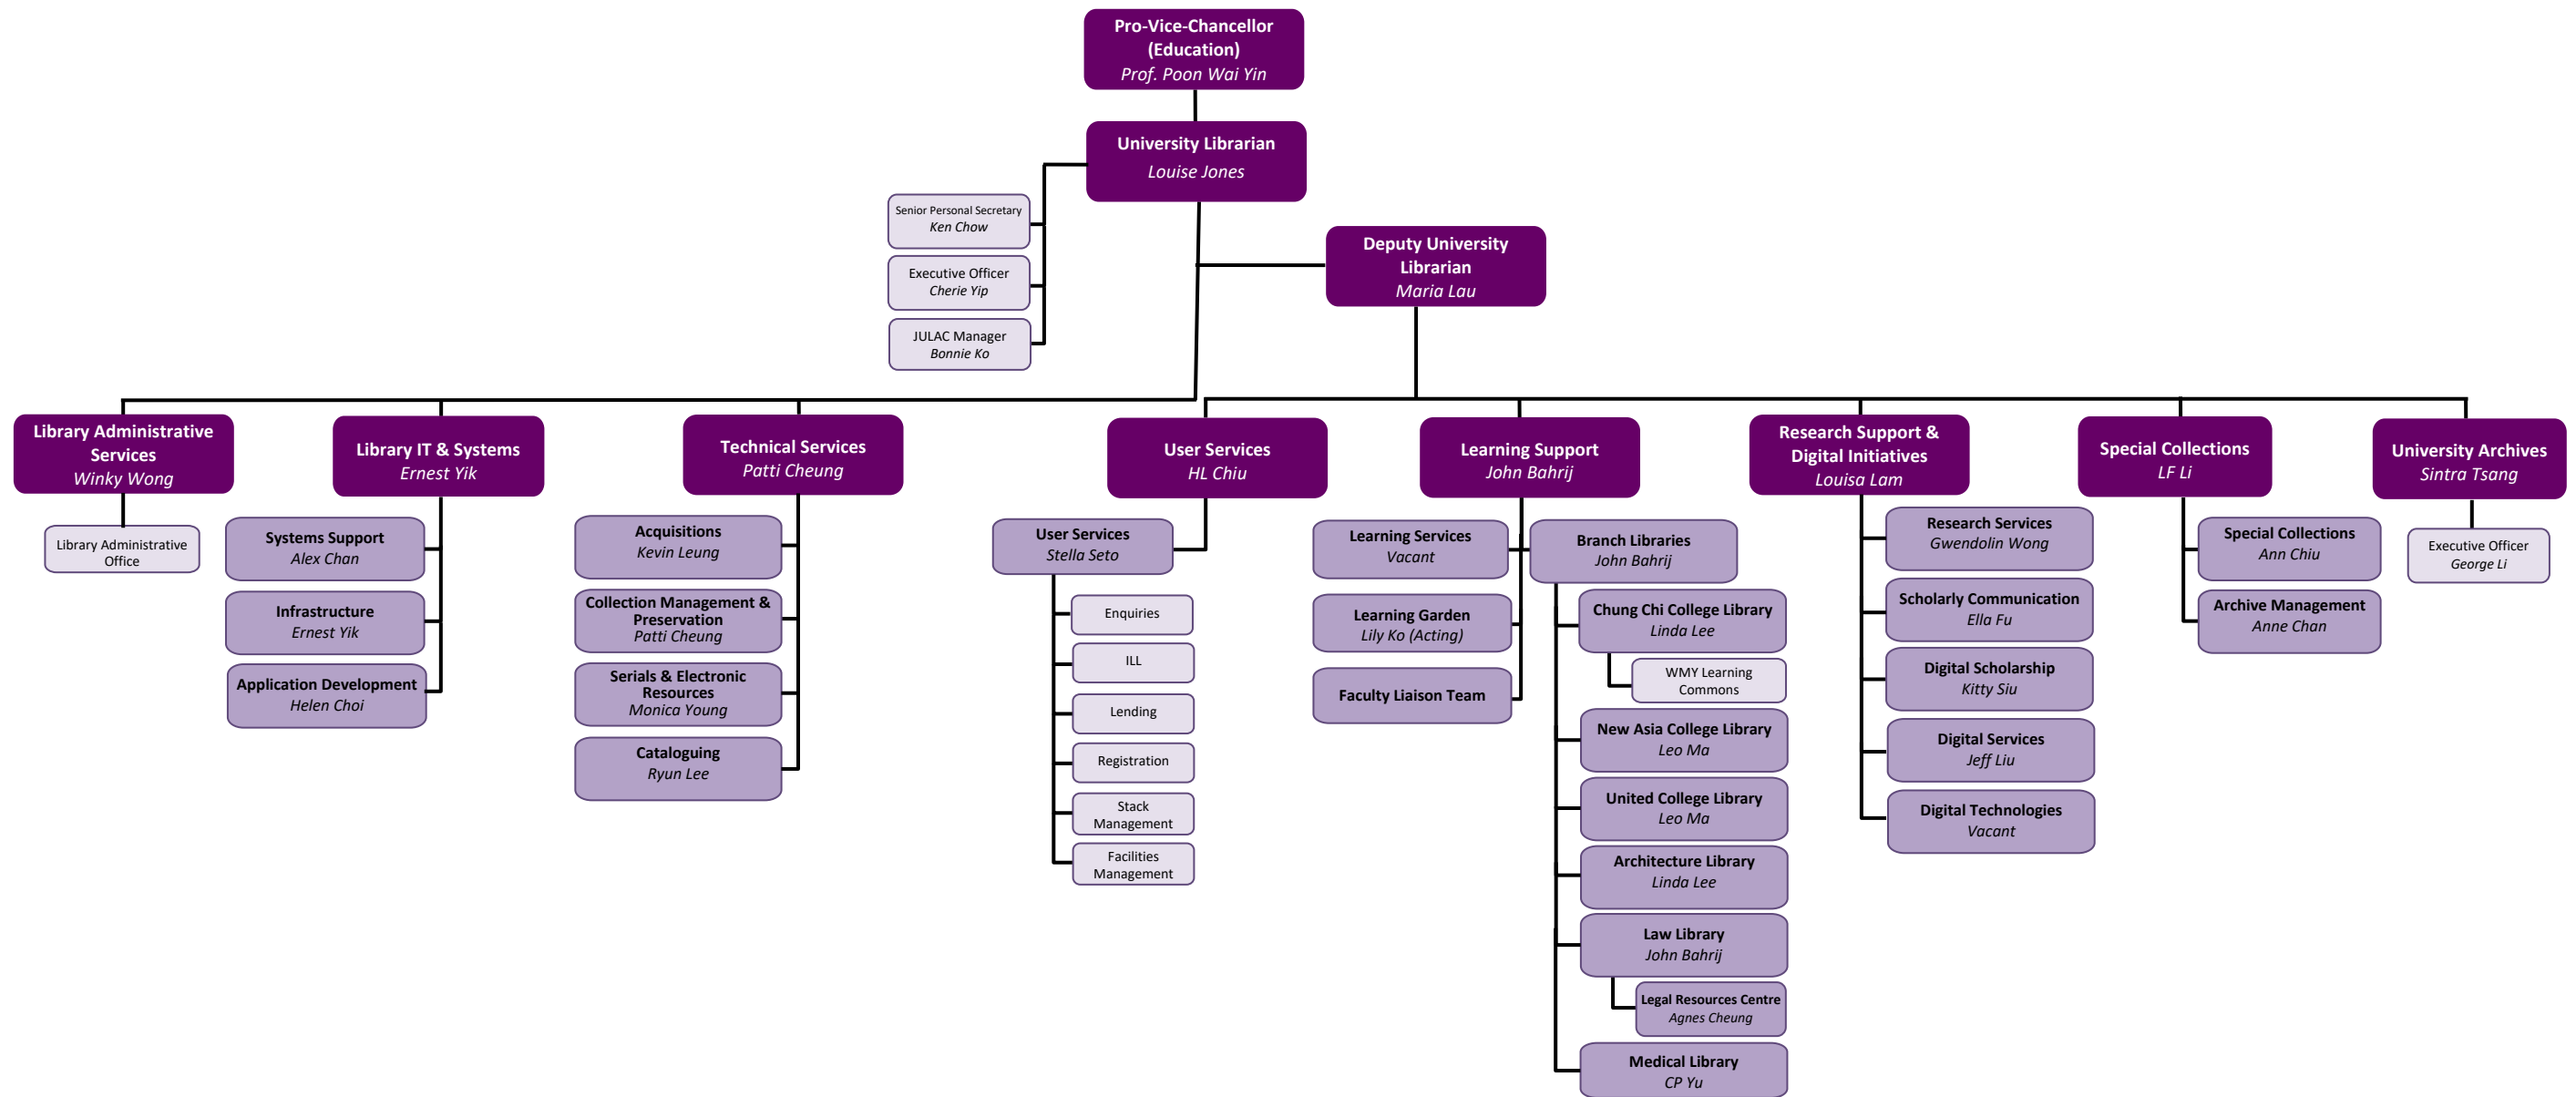 Pro-Vice-Chancellor
(Education)
Prof. Poon Wai Yin
University Librarian
Louise Jones
Senior Personal Secretary
Ken Chow
Executive Officer
Cherie Yip
JULAC Manager
Bonnie Ko
Deputy University
Librarian
Maria Lau
Library Administrative
Services
Winky Wong
Library Administrative
Office
Library IT & Systems
Ernest Yik
Systems Support
Alex Chan
Infrastructure
Ernest Yik
Application Development
Helen Choi
Technical Services
Patti Cheung
Acquisitions
Kevin Leung
Collection Management &
Preservation
Patti Cheung
Serials & Electronic
Resources
Monica Young
Cataloguing
Ryun Lee
User Services
HL Chiu
User Services
Stella Seto
Enquiries
ILL
Lending
Registration
Stack
Management
Facilities
Management
Learning Support
John Bahrij
Learning Services
Vacant
Learning Garden
Lily Ko (Acting)
Faculty Liaison Team
Branch Libraries
John Bahrij
Chung Chi College Library
Linda Lee
WMY Learning
Commons
New Asia College Library
Leo Ma
United College Library
Leo Ma
Architecture Library
Linda Lee
Law Library
John Bahrij
Legal Resources Centre
Agnes Cheung
Medical Library
CP Yu
Research Support &
Digital Initiatives
Louisa Lam
Research Services
Gwendolin Wong
Scholarly Communication
Ella Fu
Digital Scholarship
Kitty Siu
Digital Services
Jeff Liu
Digital Technologies
Vacant
Special Collections
LF Li
Special Collections
Ann Chiu
Archive Management
Anne Chan
University Archives
Sintra Tsang
Executive Officer
George Li